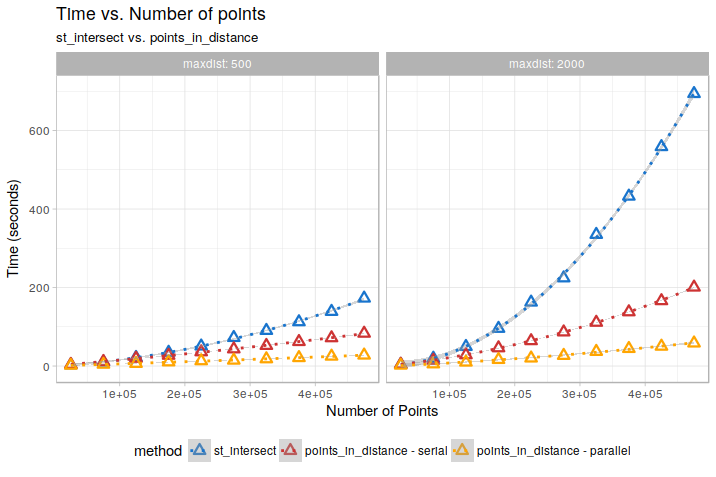 Time vs. Number of points
st_intersect vs. points_in_distance
maxdist: 500
maxdist: 2000
Time (seconds)
600
400
200
0
1e+05
2e+05
3e+05
4e+05
1e+05
2e+05
3e+05
4e+05
Number of Points
method
st_intersect
points_in_distance - serial
points_in_distance - parallel